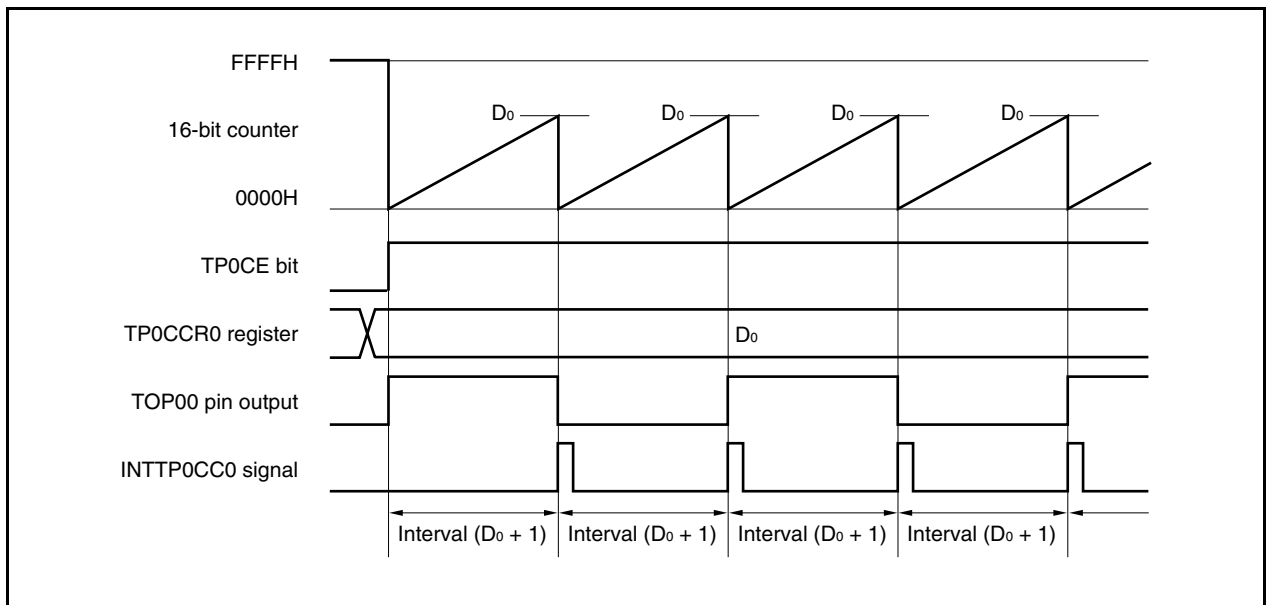 FFFFH
D0 D0 D0 D0
16-bit counter
0000H
TP0CE bit
TP0CCR0 register
D0
TOP00 pin output
INTTP0CC0 signal
Interval (D0 + 1) Interval (D0 + 1) Interval (D0 + 1) Interval (D0 + 1)